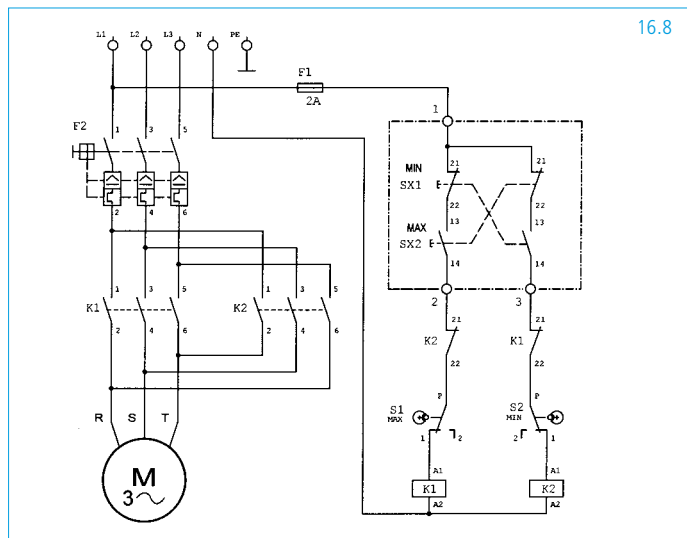 16.8
L1 L2 L3 N PE
F1
2A
1
F2
1 3 5
2 4 6
MIN
SX1
21 21
22 22
MAX
SX2
13 13
14 14
2 3
K1
1 3 5
2 4 6
K2
1 3 5
2 4 6
K2
21
22
K1
21
22
R S T
M
3
P
S1
MAX
1 2
P
S2
MIN
2 1
A1
K1
A2
A1
K2
A2